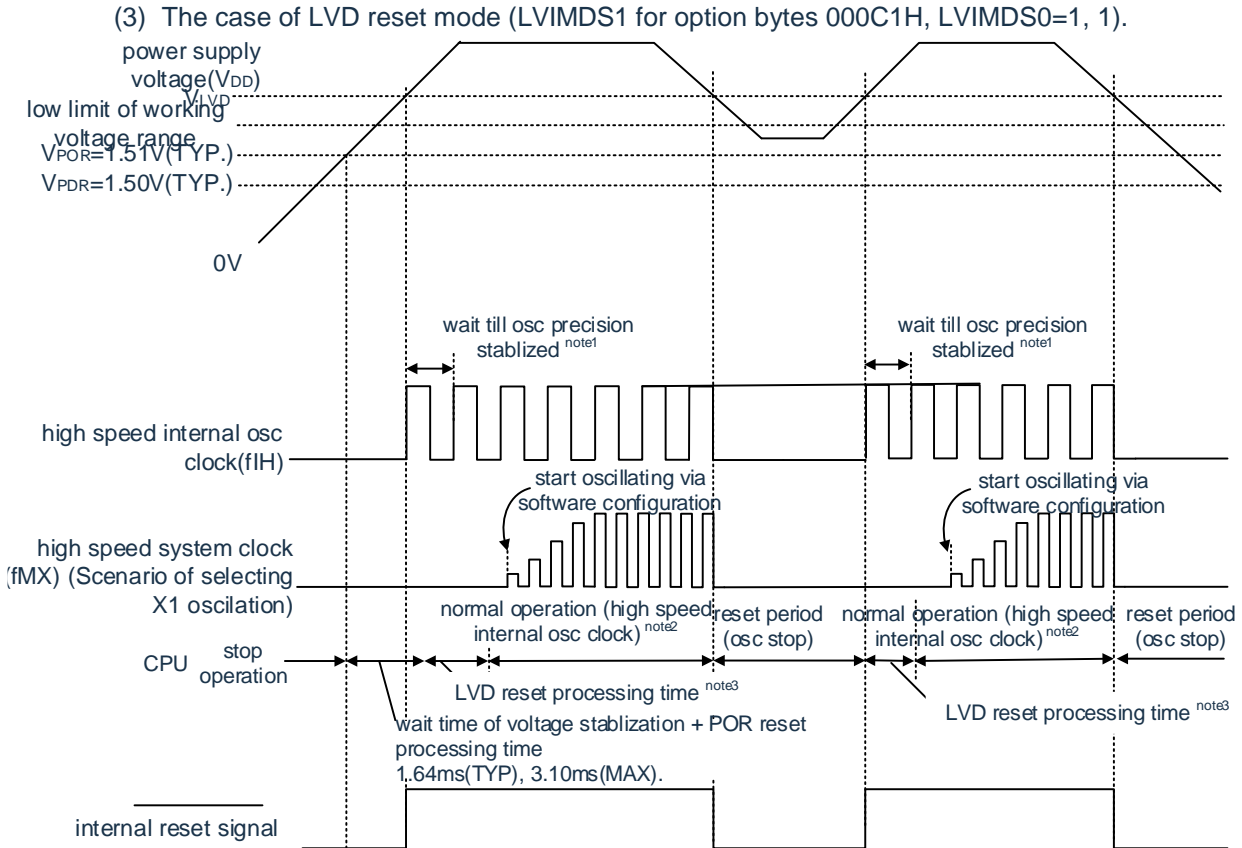 (3) The case of LVD reset mode (LVIMDS1 for option bytes 000C1H, LVIMDS0=1, 1).
power supply
voltage(VDD)
VLVD
low limit of working
voltage range
VPOR=1.51V(TYP.)
VPDR=1.50V(TYP.)
0V
wait till osc precision
stablized note1
wait till osc precision
stablized note1
high speed internal osc
clock(fIH)
start oscillating via
software configuration
start oscillating via
software configuration
high speed system clock
(fMX) (Scenario of selecting
X1 oscilation)
normal operation (high speed
internal osc clock) note2
reset period
(osc stop)
normal operation (high speed
internal osc clock) note2
reset period
(osc stop)
CPU
stop
operation
LVD reset processing time note3
LVD reset processing time note3
wait time of voltage stablization + POR reset
processing time
1.64ms(TYP), 3.10ms(MAX).
internal reset signal